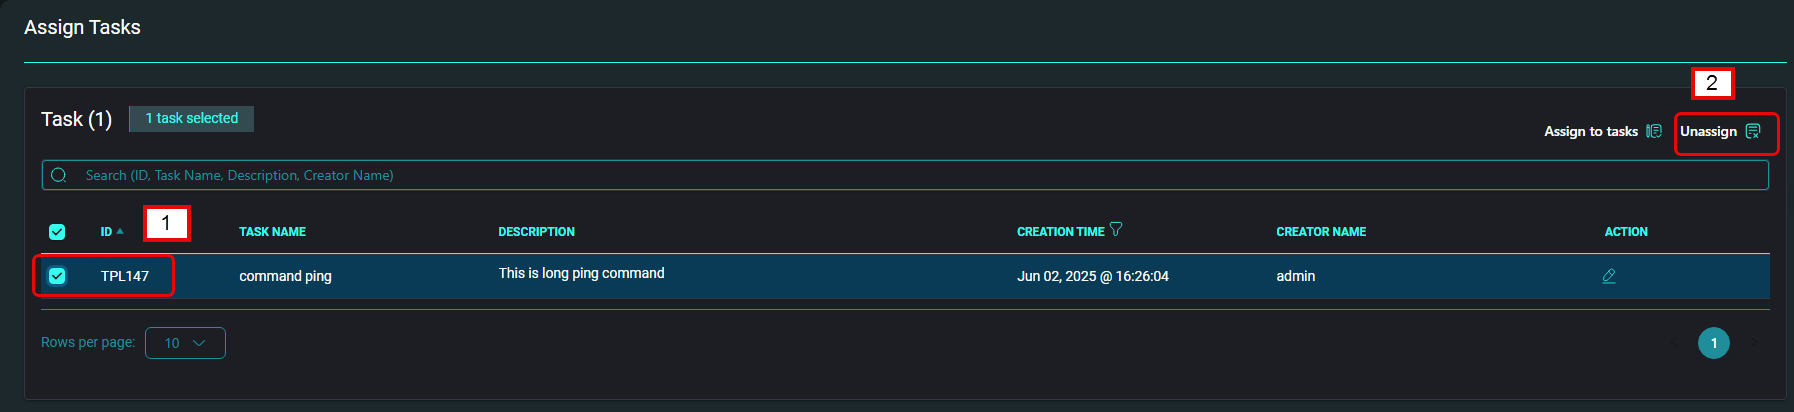 Assign Tasks
2
Task (1) 1 task selected
Assign to tasks Unassign
Search (ID, Task Name, Description, Creator Name)
1
ID TASK NAME DESCRIPTION CREATION TIME CREATOR NAME ACTION
TPL147 command ping This is long ping command Jun 02, 2025 @ 16:26:04 admin
Rows per page: 10 1